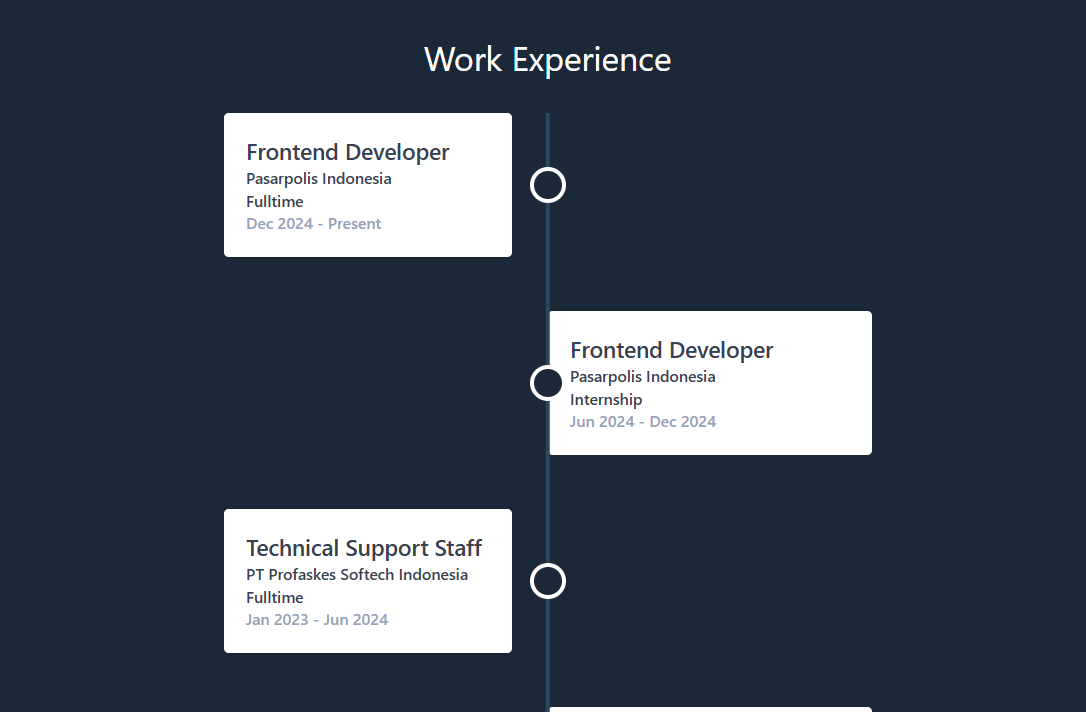 Work Experience
Frontend Developer
Pasarpolis Indonesia
Fulltime
Dec 2024 - Present
Frontend Developer
Pasarpolis Indonesia
Internship
Jun 2024 - Dec 2024
Technical Support Staff
PT Profaskes Softech Indonesia
Fulltime
Jan 2023 - Jun 2024